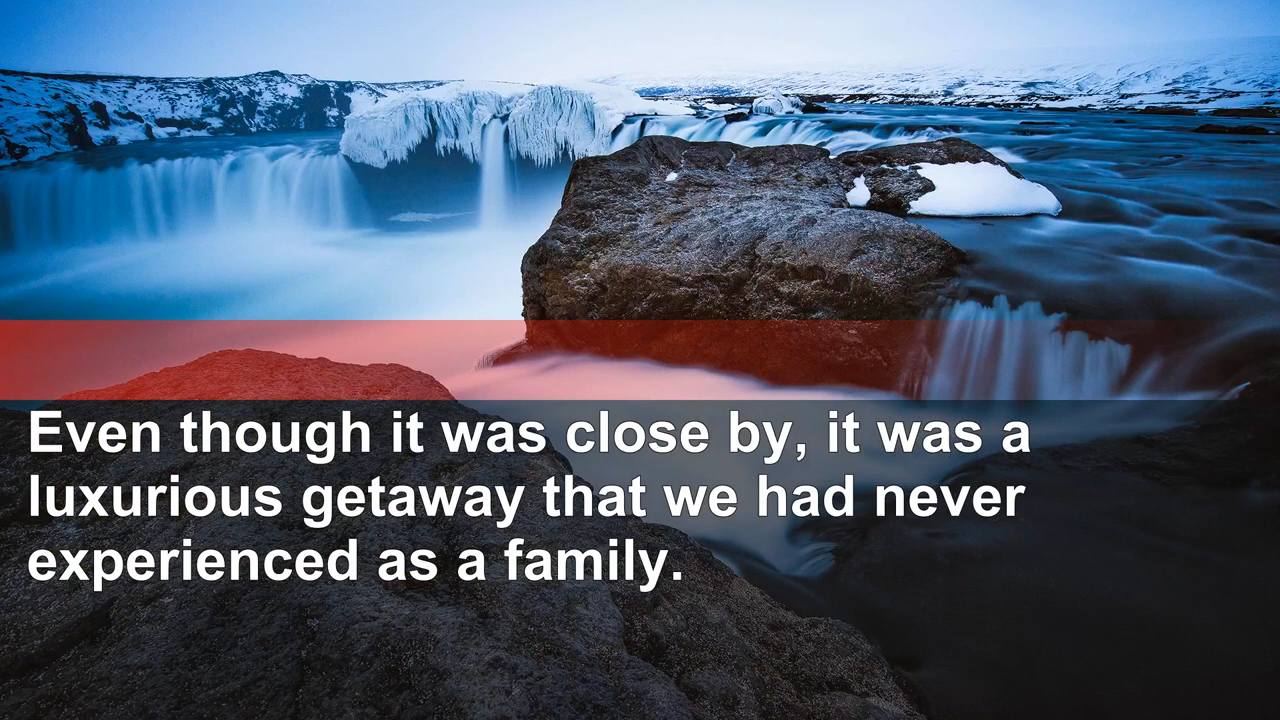 Even though it was close by, it was a
luxurious getaway that we had never
experienced as a family.